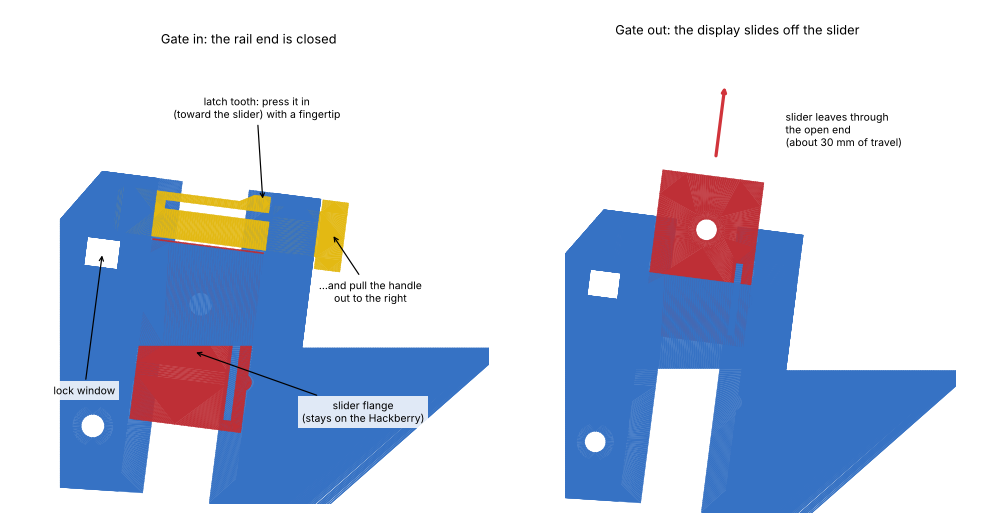 Gate in: the rail end is closed
latch tooth: press it in
(toward the slider) with a fingertip
...and pull the handle
out to the right
lock window
slider flange
(stays on the Hackberry)
Gate out: the display slides off the slider
slider leaves through
the open end
(about 30 mm of travel)